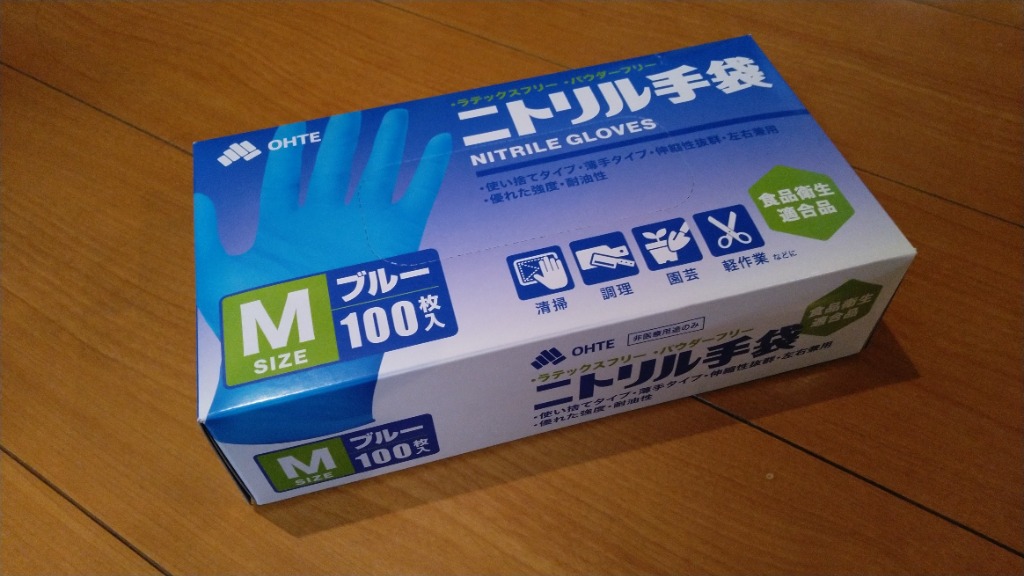 OHTE
・ラテックスフリー ・パウダーフリー
ニトリル手袋
NITRILE GLOVES
・使い捨てタイプ・薄手タイプ・伸縮性抜群・左右兼用
・優れた強度・耐油性
食品衛生
適合品
清掃
調理
園芸
軽作業 などに
M
SIZE
ブルー
100枚入
OHTE
非医療用途のみ
・ラテックスフリー ・パウダーフリー
ニトリル手袋
・使い捨てタイプ・薄手タイプ・伸縮性抜群・左右兼用
・優れた強度・耐油性
食品衛生
適合品
M
SIZE
ブルー
100枚入